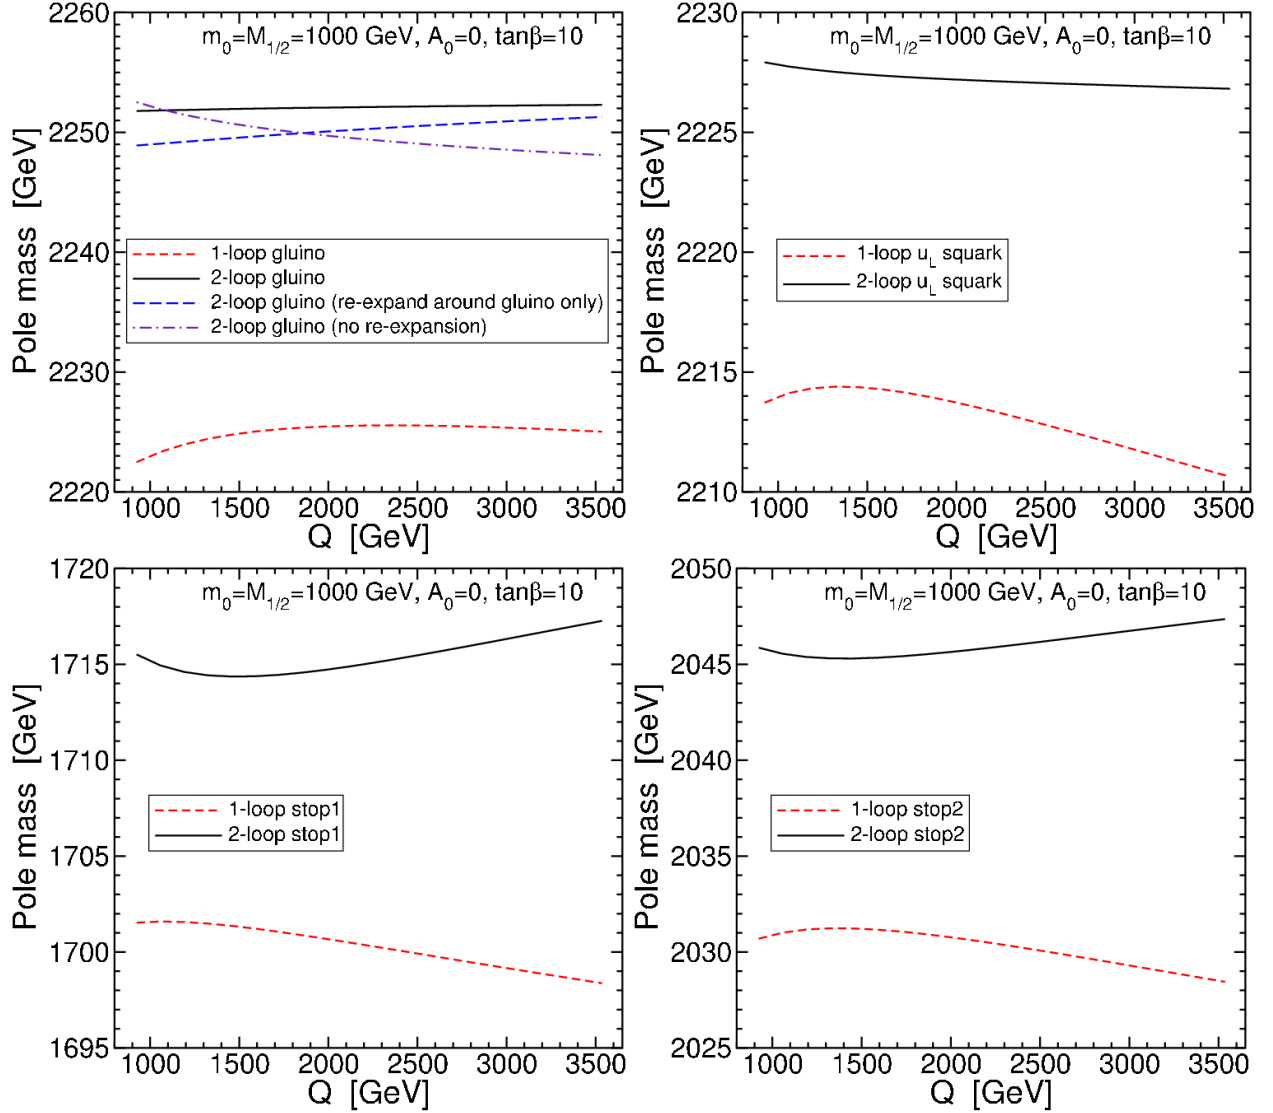 m0=M1/2=1000 GeV, A0=0, tanβ=10
2260
2250
2240
2230
2220
Pole mass [GeV]
1-loop gluino
2-loop gluino
2-loop gluino (re-expand around gluino only)
2-loop gluino (no re-expansion)
1000 1500 2000 2500 3000 3500
Q [GeV]
m0=M1/2=1000 GeV, A0=0, tanβ=10
2230
2225
2220
2215
2210
Pole mass [GeV]
1-loop uL squark
2-loop uL squark
1000 1500 2000 2500 3000 3500
Q [GeV]
m0=M1/2=1000 GeV, A0=0, tanβ=10
1720
1715
1710
1705
1700
1695
Pole mass [GeV]
1-loop stop1
2-loop stop1
1000 1500 2000 2500 3000 3500
Q [GeV]
m0=M1/2=1000 GeV, A0=0, tanβ=10
2050
2045
2040
2035
2030
2025
Pole mass [GeV]
1-loop stop2
2-loop stop2
1000 1500 2000 2500 3000 3500
Q [GeV]